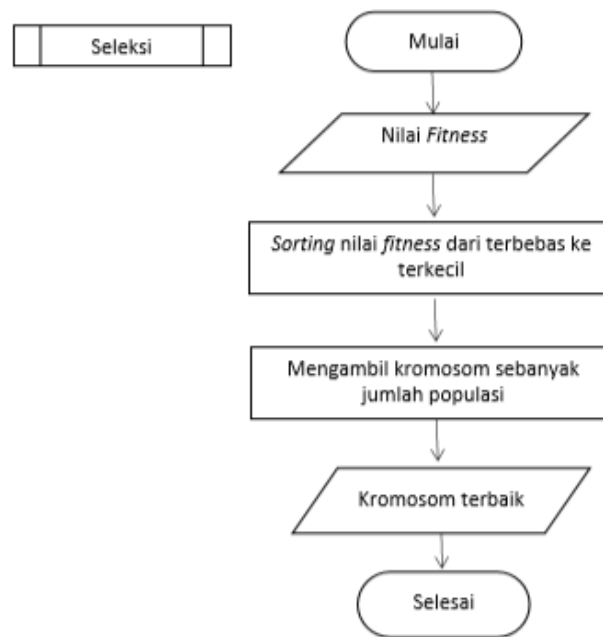 Seleksi
Mulai
Nilai Fitness
Sorting nilai fitness dari terbebas ke
terkecil
Mengambil kromosom sebanyak
jumlah populasi
Kromosom terbaik
Selesai